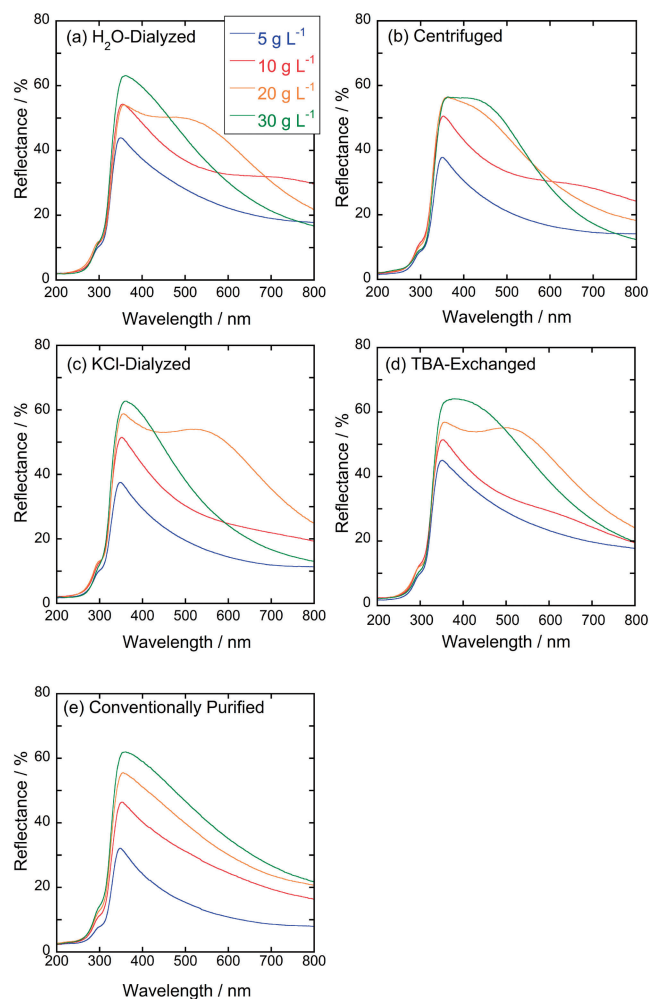 (a) H₂O-Dialyzed
5 g L⁻¹
10 g L⁻¹
20 g L⁻¹
30 g L⁻¹
Reflectance / %
80
60
40
20
0
200 300 400 500 600 700 800
Wavelength / nm
(b) Centrifuged
Reflectance / %
80
60
40
20
0
200 300 400 500 600 700 800
Wavelength / nm
(c) KCl-Dialyzed
Reflectance / %
80
60
40
20
0
200 300 400 500 600 700 800
Wavelength / nm
(d) TBA-Exchanged
Reflectance / %
80
60
40
20
0
200 300 400 500 600 700 800
Wavelength / nm
(e) Conventionally Purified
Reflectance / %
80
60
40
20
0
200 300 400 500 600 700 800
Wavelength / nm